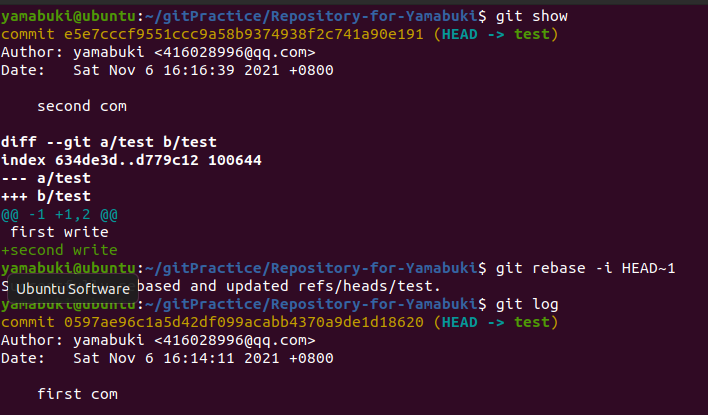 yamabuki@ubuntu:~/gitPractice/Repository-for-Yamabuki$ git show
commit e5e7cccf9551ccc9a58b9374938f2c741a90e191 (HEAD -> test)
Author: yamabuki <416028996@qq.com>
Date:   Sat Nov 6 16:16:39 2021 +0800
    second com
diff --git a/test b/test
index 634de3d..d779c12 100644
--- a/test
+++ b/test
@@ -1 +1,2 @@
 first write
+second write
yamabuki@ubuntu:~/gitPractice/Repository-for-Yamabuki$ git rebase -i HEAD~1
S Ubuntu Software based and updated refs/heads/test.
yamabuki@ubuntu:~/gitPractice/Repository-for-Yamabuki$ git log
commit 0597ae96c1a5d42df099acabb4370a9de1d18620 (HEAD -> test)
Author: yamabuki <416028996@qq.com>
Date:   Sat Nov 6 16:14:11 2021 +0800
    first com